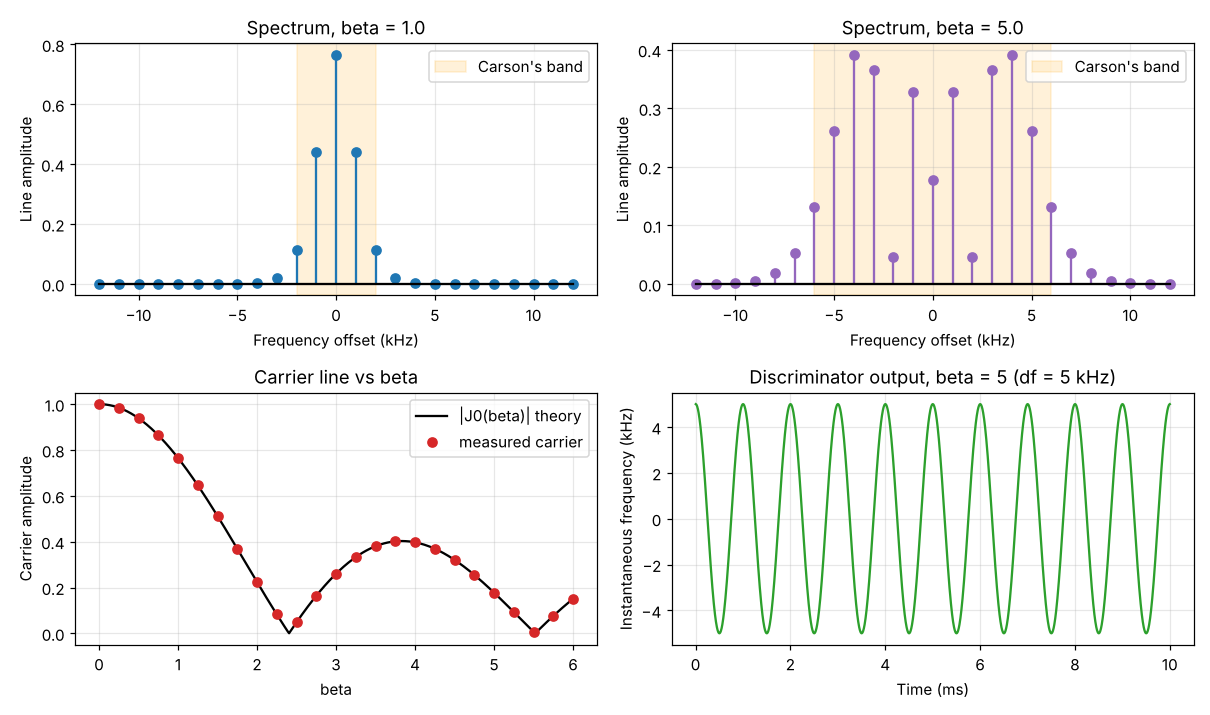 Spectrum, beta = 1.0
Line amplitude
0.8
0.6
0.4
0.2
0.0
Carson's band
−10
−5
0
5
10
Frequency offset (kHz)
Spectrum, beta = 5.0
Line amplitude
0.4
0.3
0.2
0.1
0.0
Carson's band
−10
−5
0
5
10
Frequency offset (kHz)
Carrier line vs beta
Carrier amplitude
1.0
0.8
0.6
0.4
0.2
0.0
|J0(beta)| theory
measured carrier
0
1
2
3
4
5
6
beta
Discriminator output, beta = 5 (df = 5 kHz)
Instantaneous frequency (kHz)
4
2
0
−2
−4
0
2
4
6
8
10
Time (ms)